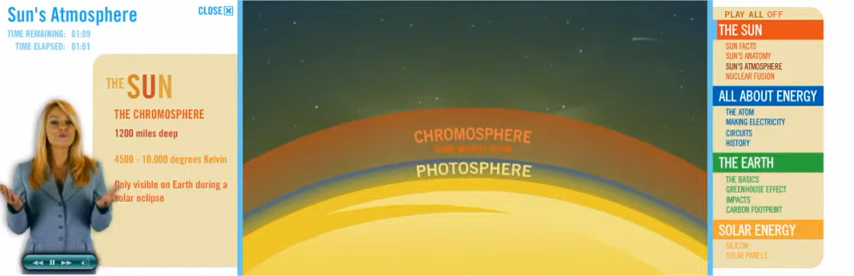 Sun's Atmosphere
CLOSE
TIME REMAINING: 01:09
TIME ELAPSED: 01:01
THE SUN
THE CHROMOSPHERE
1200 miles deep
4500 - 10.000 degrees Kelvin
Only visible on Earth during a
solar eclipse
CHROMOSPHERE
PHOTOSPHERE
PLAY ALL OFF
THE SUN
SUN FACTS
SUN'S ANATOMY
SUN'S ATMOSPHERE
NUCLEAR FUSION
ALL ABOUT ENERGY
THE ATOM
MAKING ELECTRICITY
CIRCUITS
HISTORY
THE EARTH
THE BASICS
GREENHOUSE EFFECT
IMPACTS
CARBON FOOTPRINT
SOLAR ENERGY
SILICON
SOLAR PANELS